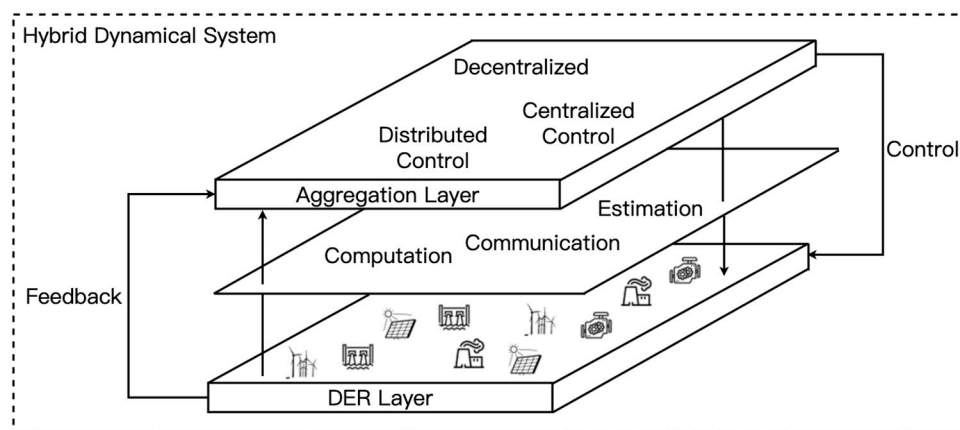 Hybrid Dynamical System
Decentralized
Centralized
Control
Distributed
Control
Control
Aggregation Layer
Estimation
Communication
Computation
Feedback
DER Layer